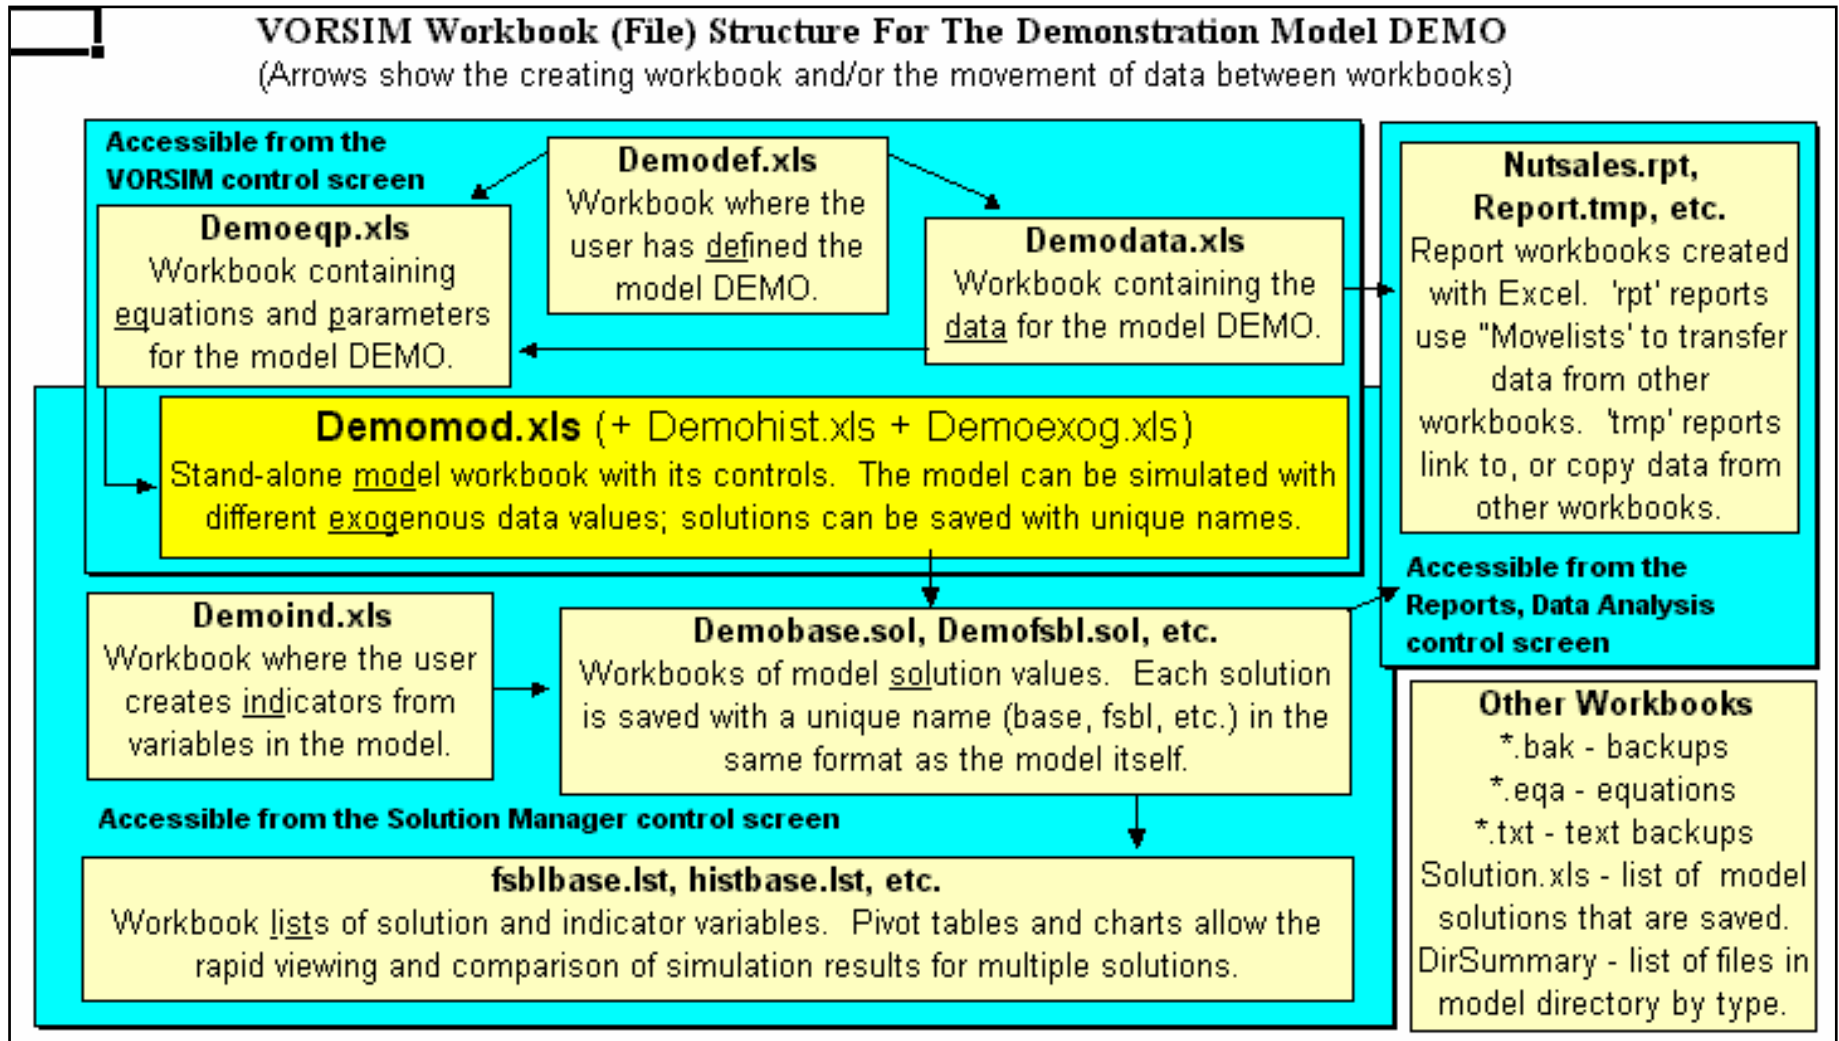 VORSIM Workbook (File) Structure For The Demonstration Model DEMO
(Arrows show the creating workbook and/or the movement of data between workbooks)
Accessible from the
VORSIM control screen
Demodef.xls
Workbook where the
user has defined the
model DEMO.
Demoeqp.xls
Workbook containing
equations and parameters
for the model DEMO.
Demodata.xls
Workbook containing the
data for the model DEMO.
Nutsales.rpt,
Report.tmp, etc.
Report workbooks created
with Excel.  'rpt' reports
use "Movelists' to transfer
data from other
workbooks.  'tmp' reports
link to, or copy data from
other workbooks.
Accessible from the
Reports, Data Analysis
control screen
Demomod.xls (+ Demohist.xls + Demoexog.xls)
Stand-alone model workbook with its controls.  The model can be simulated with
different exogenous data values; solutions can be saved with unique names.
Demoind.xls
Workbook where the user
creates indicators from
variables in the model.
Demobase.sol, Demofsbl.sol, etc.
Workbooks of model solution values.  Each solution
is saved with a unique name (base, fsbl, etc.) in the
same format as the model itself.
Accessible from the Solution Manager control screen
fsblbase.lst, histbase.lst, etc.
Workbook lists of solution and indicator variables.  Pivot tables and charts allow the
rapid viewing and comparison of simulation results for multiple solutions.
Other Workbooks
*.bak - backups
*.eqa - equations
*.txt - text backups
Solution.xls - list of  model
solutions that are saved.
DirSummary - list of files in
model directory by type.